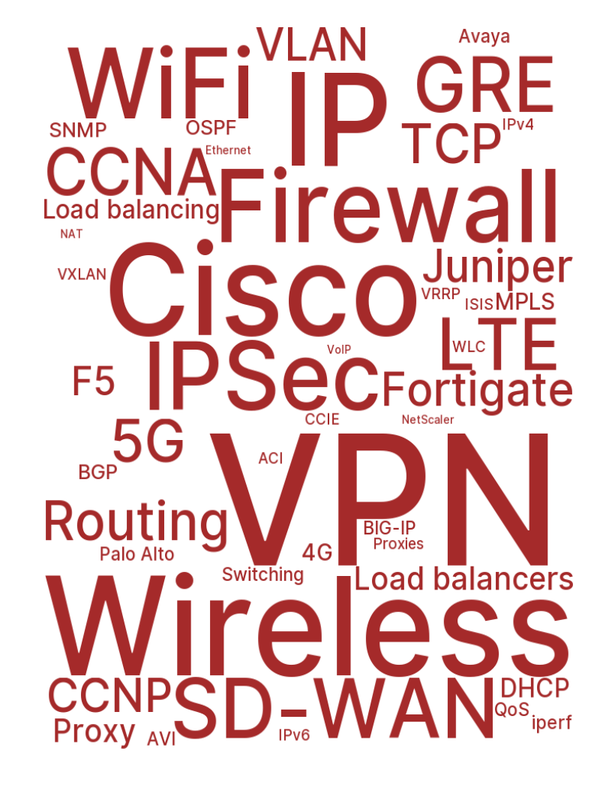 VLAN
Avaya
WiFi
IP
GRE
SNMP
OSPF
TCP
IPv4
CCNA
Ethernet
Firewall
Load balancing
NAT
VXLAN
Cisco
Juniper
VRRP
ISIS
MPLS
LTE
WLC
VoIP
IPSec
F5
Fortigate
CCIE
NetScaler
5G
ACI
BGP
VPN
Routing
BIG-IP
Proxies
Palo Alto
4G
Switching
Load balancers
Wireless
CCNP
SD-WAN
DHCP
QoS
iperf
Proxy
AVI
IPv6